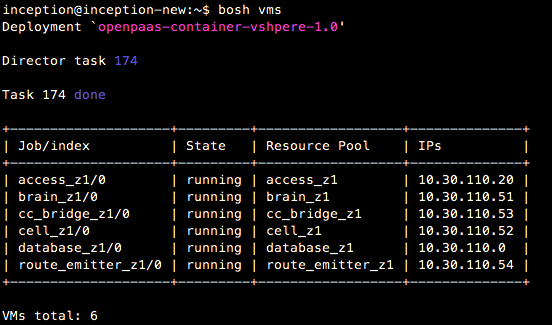 inception@inception-new:~$ bosh vms
Deployment `openpaas-container-vshpere-1.0'
Director task 174
Task 174 done
+--------------------+---------+------------------+--------------+
| Job/index          | State   | Resource Pool    | IPs          |
+--------------------+---------+------------------+--------------+
| access_z1/0        | running | access_z1        | 10.30.110.20 |
| brain_z1/0         | running | brain_z1         | 10.30.110.51 |
| cc_bridge_z1/0     | running | cc_bridge_z1     | 10.30.110.53 |
| cell_z1/0          | running | cell_z1          | 10.30.110.52 |
| database_z1/0      | running | database_z1      | 10.30.110.0  |
| route_emitter_z1/0 | running | route_emitter_z1 | 10.30.110.54 |
+--------------------+---------+------------------+--------------+
VMs total: 6